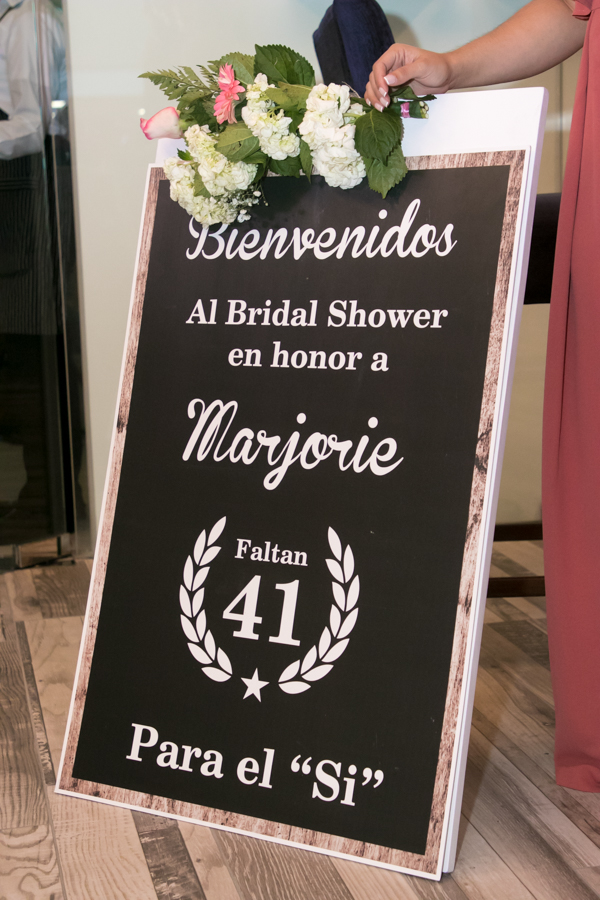 Bienvenidos
Al Bridal Shower
en honor a
Marjorie
Faltan
41
Para el “Si”